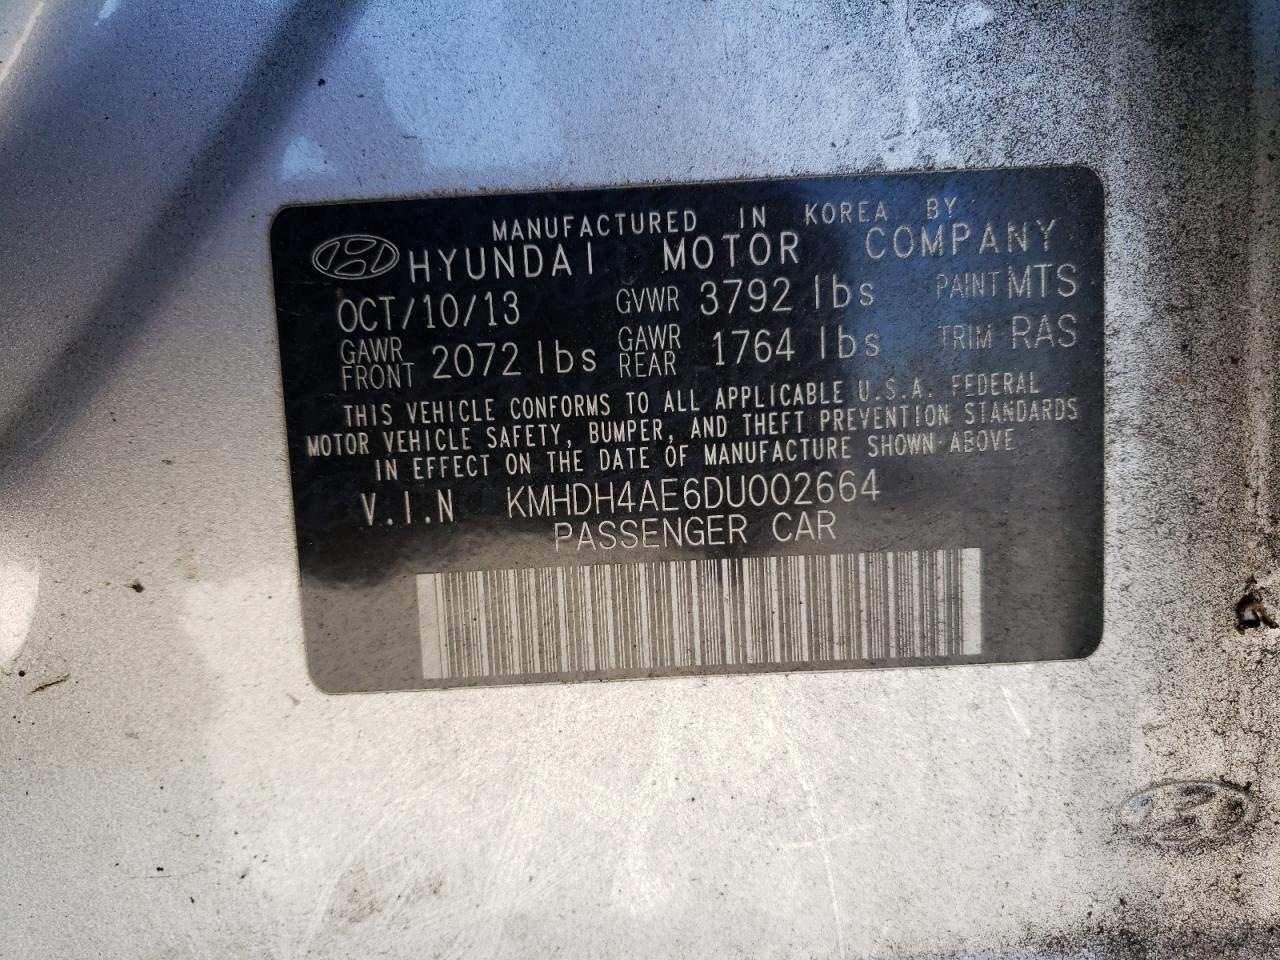 MANUFACTURED IN KOREA BY
HYUNDAI MOTOR COMPANY
OCT/10/13 GVWR 3792 lbs PAINT MTS
GAWR FRONT 2072 lbs GAWR REAR 1764 lbs TRIM RAS
THIS VEHICLE CONFORMS TO ALL APPLICABLE U.S.A. FEDERAL
MOTOR VEHICLE SAFETY, BUMPER, AND THEFT PREVENTION STANDARDS
IN EFFECT ON THE DATE OF MANUFACTURE SHOWN ABOVE
V.I.N KMHDH4AE6DU002664
PASSENGER CAR